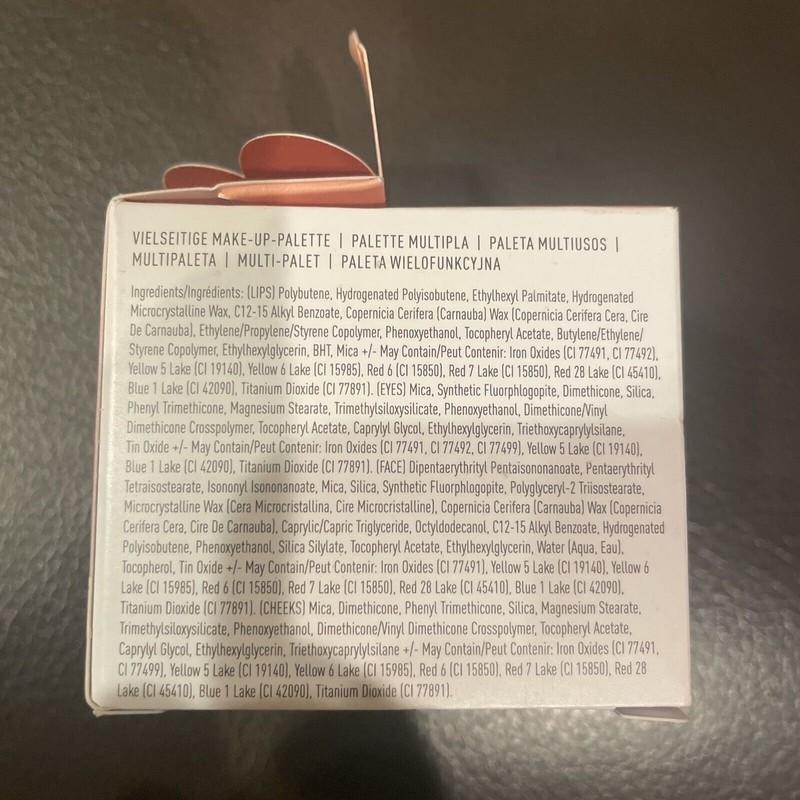 VIELSEITIGE MAKE-UP-PALETTE | PALETTE MULTIPLA | PALETA MULTIUSOS |
MULTIPALETA | MULTI-PALET | PALETA WIELOFUNKCYJNA
Ingredients/Ingrédients: (LIPS) Polybutene, Hydrogenated Polyisobutene, Ethylhexyl Palmitate, Hydrogenated
Microcrystalline Wax, C12-15 Alkyl Benzoate, Copernicia Cerifera (Carnauba) Wax (Copernicia Cerifera Cera, Cire
De Carnauba), Ethylene/Propylene/Styrene Copolymer, Phenoxyethanol, Tocopheryl Acetate, Butylene/Ethylene/
Styrene Copolymer, Ethylhexylglycerin, BHT, Mica +/- May Contain/Peut Contenir: Iron Oxides (CI 77491, CI 77492),
Yellow 5 Lake (CI 19140), Yellow 6 Lake (CI 15985), Red 6 (CI 15850), Red 7 Lake (CI 15850), Red 28 Lake (CI 45410),
Blue 1 Lake (CI 42090), Titanium Dioxide (CI 77891). (EYES) Mica, Synthetic Fluorphlogopite, Dimethicone, Silica,
Phenyl Trimethicone, Magnesium Stearate, Trimethylsiloxysilicate, Phenoxyethanol, Dimethicone/Vinyl
Dimethicone Crosspolymer, Tocopheryl Acetate, Caprylyl Glycol, Ethylhexylglycerin, Triethoxycaprylylsilane,
Tin Oxide +/- May Contain/Peut Contenir: Iron Oxides (CI 77491, CI 77492, CI 77499), Yellow 5 Lake (CI 19140),
Blue 1 Lake (CI 42090), Titanium Dioxide (CI 77891). (FACE) Dipentaerythrityl Pentaisononanoate, Pentaerythrityl
Tetraisostearate, Isononyl Isononanoate, Mica, Silica, Synthetic Fluorphlogopite, Polyglyceryl-2 Triisostearate,
Microcrystalline Wax (Cera Microcristallina, Cire Microcristalline), Copernicia Cerifera (Carnauba) Wax (Copernicia
Cerifera Cera, Cire De Carnauba), Caprylic/Capric Triglyceride, Octyldodecanol, C12-15 Alkyl Benzoate, Hydrogenated
Polyisobutene, Phenoxyethanol, Silica Silylate, Tocopheryl Acetate, Ethylhexylglycerin, Water (Aqua, Eau),
Tocopherol, Tin Oxide +/- May Contain/Peut Contenir: Iron Oxides (CI 77491), Yellow 5 Lake (CI 19140), Yellow 6
Lake (CI 15985), Red 6 (CI 15850), Red 7 Lake (CI 15850), Red 28 Lake (CI 45410), Blue 1 Lake (CI 42090),
Titanium Dioxide (CI 77891). (CHEEKS) Mica, Dimethicone, Phenyl Trimethicone, Silica, Magnesium Stearate,
Trimethylsiloxysilicate, Phenoxyethanol, Dimethicone/Vinyl Dimethicone Crosspolymer, Tocopheryl Acetate,
Caprylyl Glycol, Ethylhexylglycerin, Triethoxycaprylylsilane +/- May Contain/Peut Contenir: Iron Oxides (CI 77491,
CI 77499), Yellow 5 Lake (CI 19140), Yellow 6 Lake (CI 15985), Red 6 (CI 15850), Red 7 Lake (CI 15850), Red 28
Lake (CI 45410), Blue 1 Lake (CI 42090), Titanium Dioxide (CI 77891).